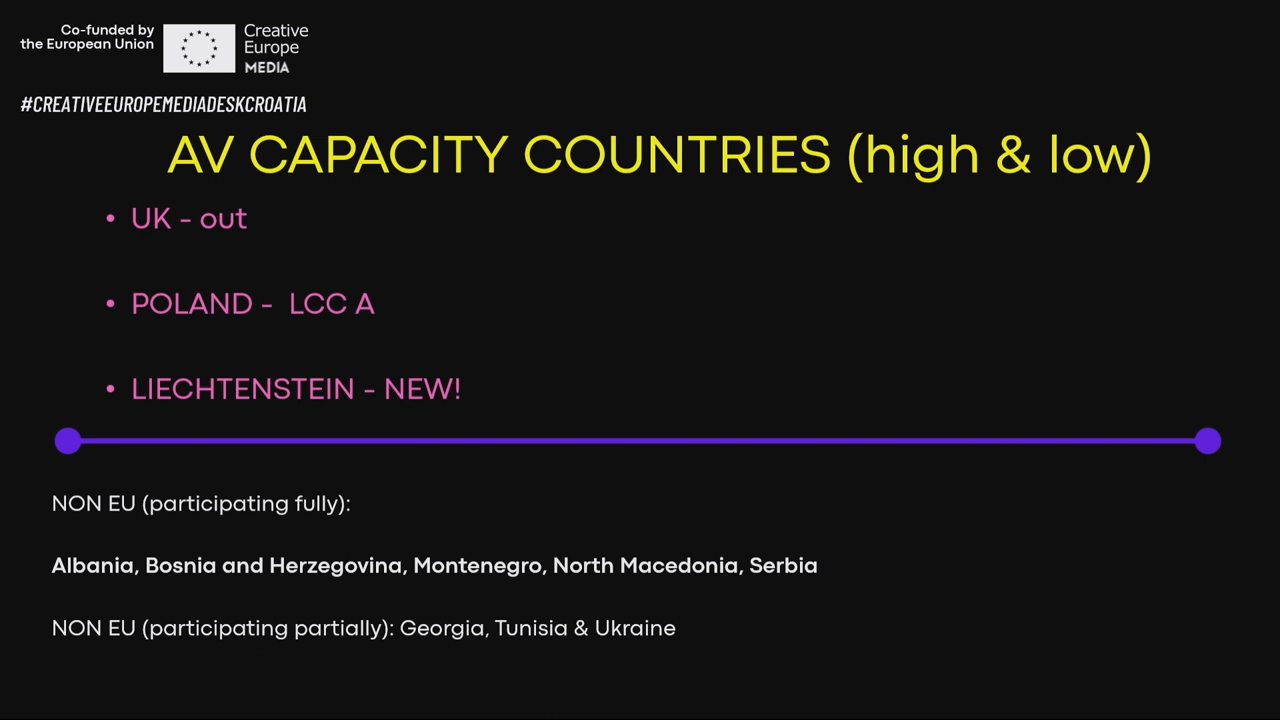 Co-funded by
the European Union
Creative
Europe
MEDIA
#CREATIVEEUROPEMEDIADESKCROATIA
AV CAPACITY COUNTRIES (high & low)
• UK - out
• POLAND - LCC A
• LIECHTENSTEIN - NEW!
NON EU (participating fully):
Albania, Bosnia and Herzegovina, Montenegro, North Macedonia, Serbia
NON EU (participating partially): Georgia, Tunisia & Ukraine